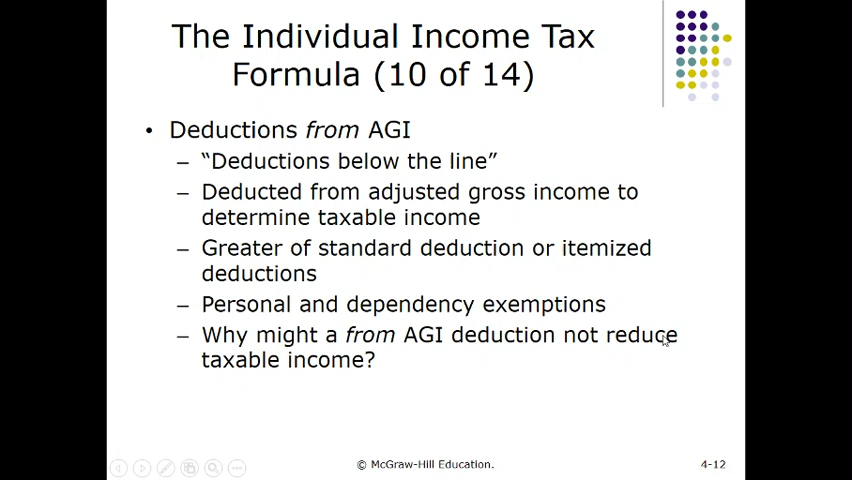 The Individual Income Tax
Formula (10 of 14)
• Deductions from AGI
– “Deductions below the line”
– Deducted from adjusted gross income to
determine taxable income
– Greater of standard deduction or itemized
deductions
– Personal and dependency exemptions
– Why might a from AGI deduction not reduce
taxable income?
© McGraw-Hill Education.
4-12